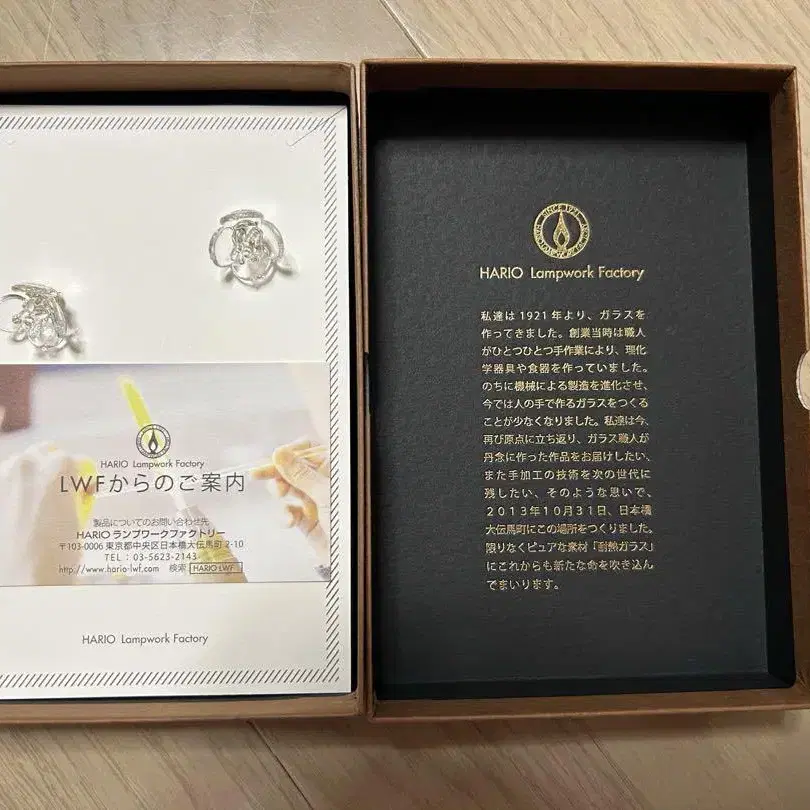 HARIO Lampwork Factory
LWFからのご案内
製品についてのお問い合わせ先
HARIO ランプワークファクトリー
〒103-0006 東京都中央区日本橋大伝馬町 2-10
TEL : 03-5623-2143
http://www.hario-lwf.com 検索 HARIO LWF
HARIO Lampwork Factory
SINCE 1921
HARIO Lampwork Factory
私達は1921年より、ガラスを
作ってきました。創業当時は職人
がひとつひとつ手作業により、理化
学器具や食器を作っていました。
のちに機械による製造を進化させ、
今では人の手で作るガラスをつくる
ことが少なくなりました。私達は今、
再び原点に立ち返り、ガラス職人が
丹念に作った作品をお届けしたい、
また手加工の技術を次の世代に
残したい、そのような思いで、
2013年10月31日、日本橋
大伝馬町にこの場所をつくりました。
限りなくピュアな素材「耐熱ガラス」
にこれからも新たな命を吹き込ん
でまいります。